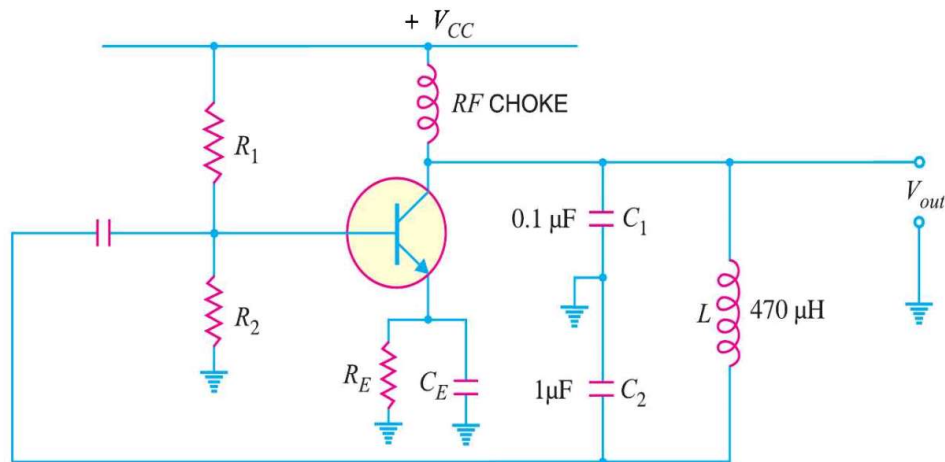 + V_CC
RF CHOKE
R_1
V_out
0.1 μF C_1
R_2
L 470 μH
R_E C_E 1μF C_2